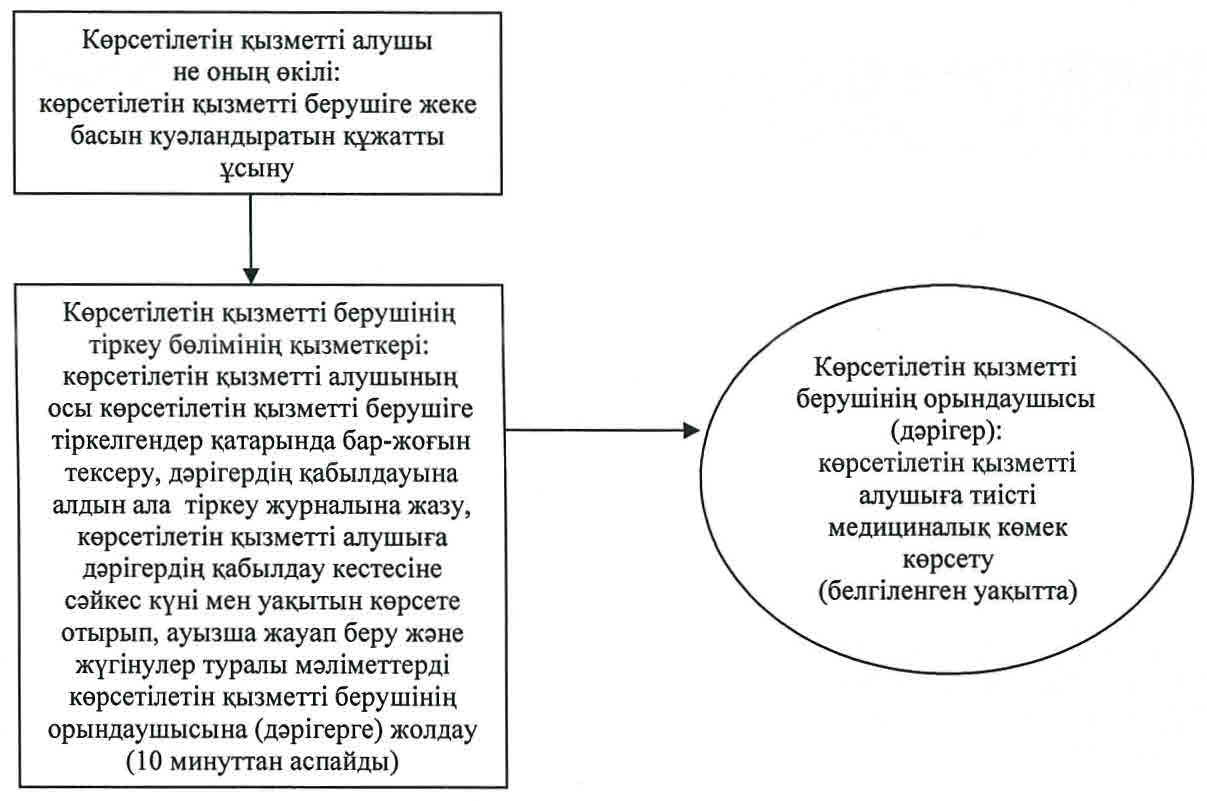 Көрсетілетін қызметті алушы
не оның өкілі:
көрсетілетін қызметті берушіге жеке
басын куәландыратын құжатты
ұсыну
Көрсетілетін қызметті берушінің
тіркеу бөлімінің қызметкері:
көрсетілетін қызметті алушының
осы көрсетілетін қызметті берушіге
тіркелгендер қатарында бар-жоғын
тексеру, дәрігердің қабылдауына
алдын ала тіркеу журналына жазу,
көрсетілетін қызметті алушыға
дәрігердің қабылдау кестесіне
сәйкес күні мен уақытын көрсете
отырып, ауызша жауап беру және
жүгінулер туралы мәліметтерді
көрсетілетін қызметті берушінің
орындаушысына (дәрігерге) жолдау
(10 минуттан аспайды)
Көрсетілетін қызметті
берушінің орындаушысы
(дәрігер):
көрсетілетін қызметті
алушыға тиісті
медициналық көмек
көрсету
(белгіленген уақытта)